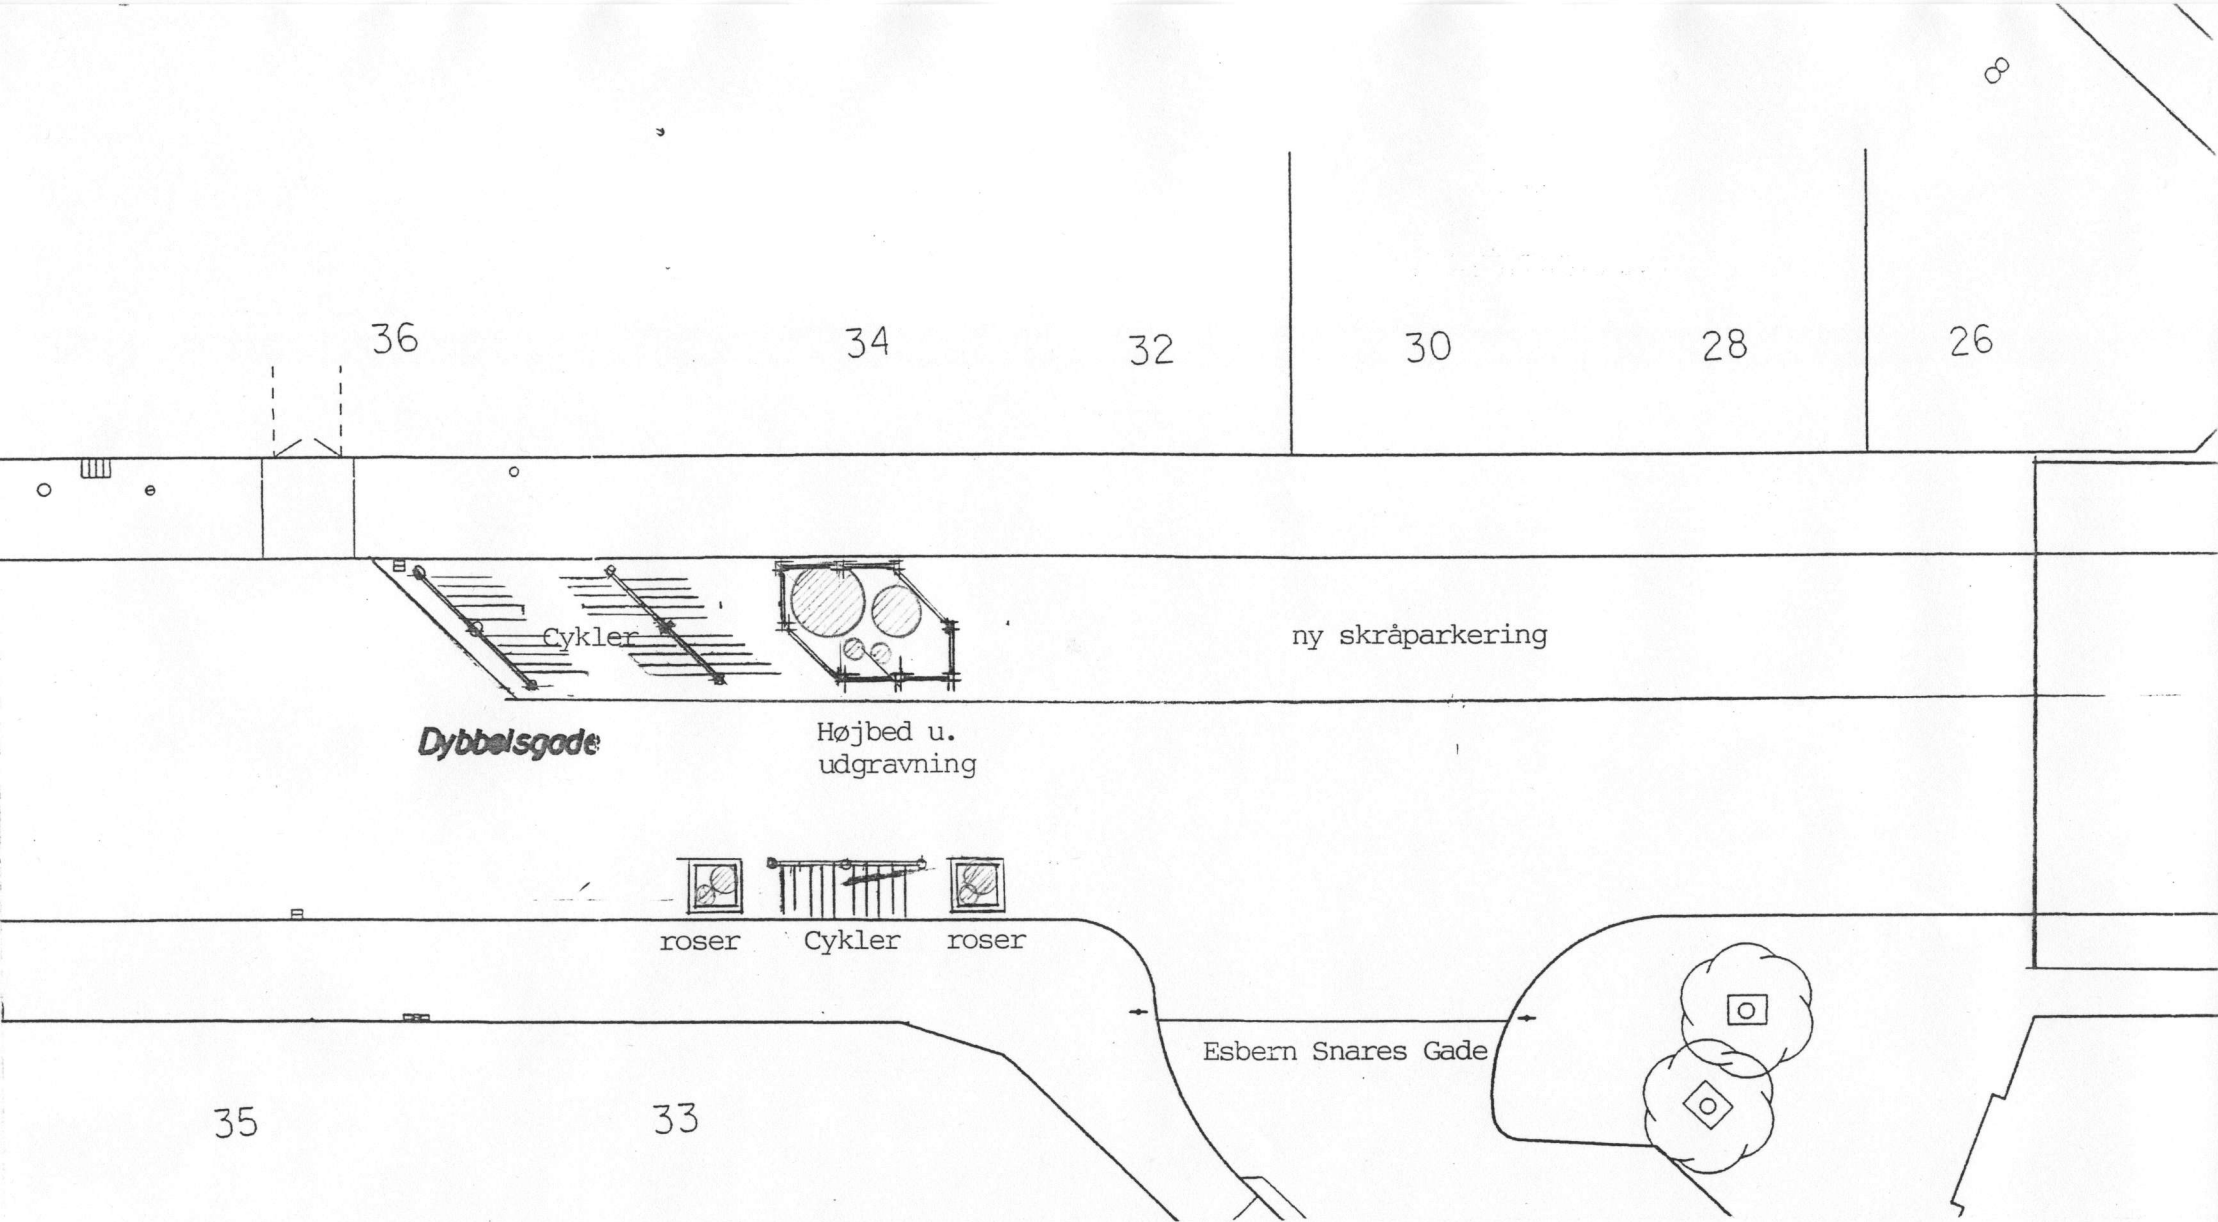 36
34
32
30
28
26
Cykler
ny skråparkering
Dybbølsgade
Højbed u.
udgravning
roser
Cykler
roser
Esbern Snares Gade
35
33